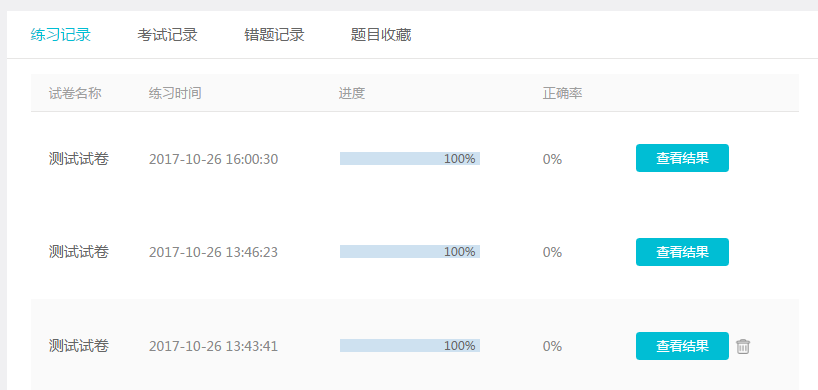 练习记录 考试记录 错题记录 题目收藏
试卷名称 练习时间 进度 正确率
测试试卷 2017-10-26 16:00:30 100% 0% 查看结果
测试试卷 2017-10-26 13:46:23 100% 0% 查看结果
测试试卷 2017-10-26 13:43:41 100% 0% 查看结果